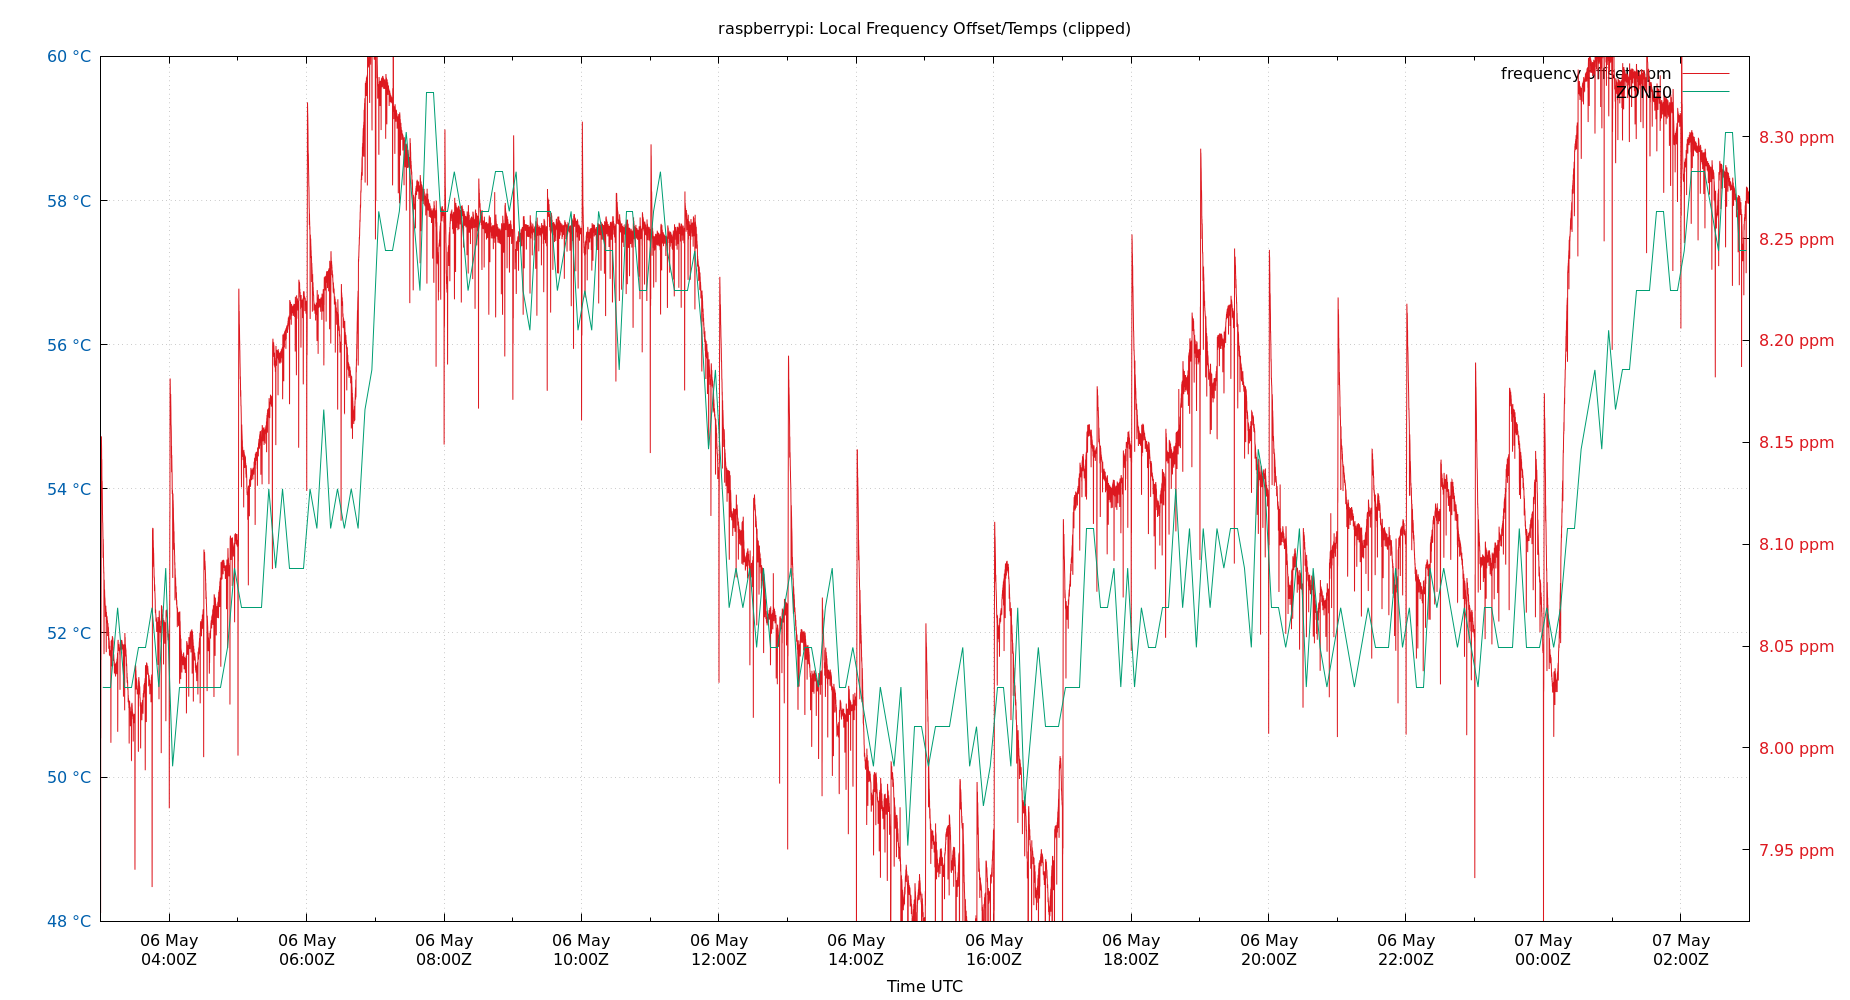 raspberrypi: Local Frequency Offset/Temps (clipped)
60 °C
58 °C
56 °C
54 °C
52 °C
50 °C
48 °C
frequency offset ppm
ZONE0
8.30 ppm
8.25 ppm
8.20 ppm
8.15 ppm
8.10 ppm
8.05 ppm
8.00 ppm
7.95 ppm
06 May 06 May 06 May 06 May 06 May 06 May 06 May 06 May 06 May 06 May 07 May 07 May
04:00Z 06:00Z 08:00Z 10:00Z 12:00Z 14:00Z 16:00Z 18:00Z 20:00Z 22:00Z 00:00Z 02:00Z
Time UTC